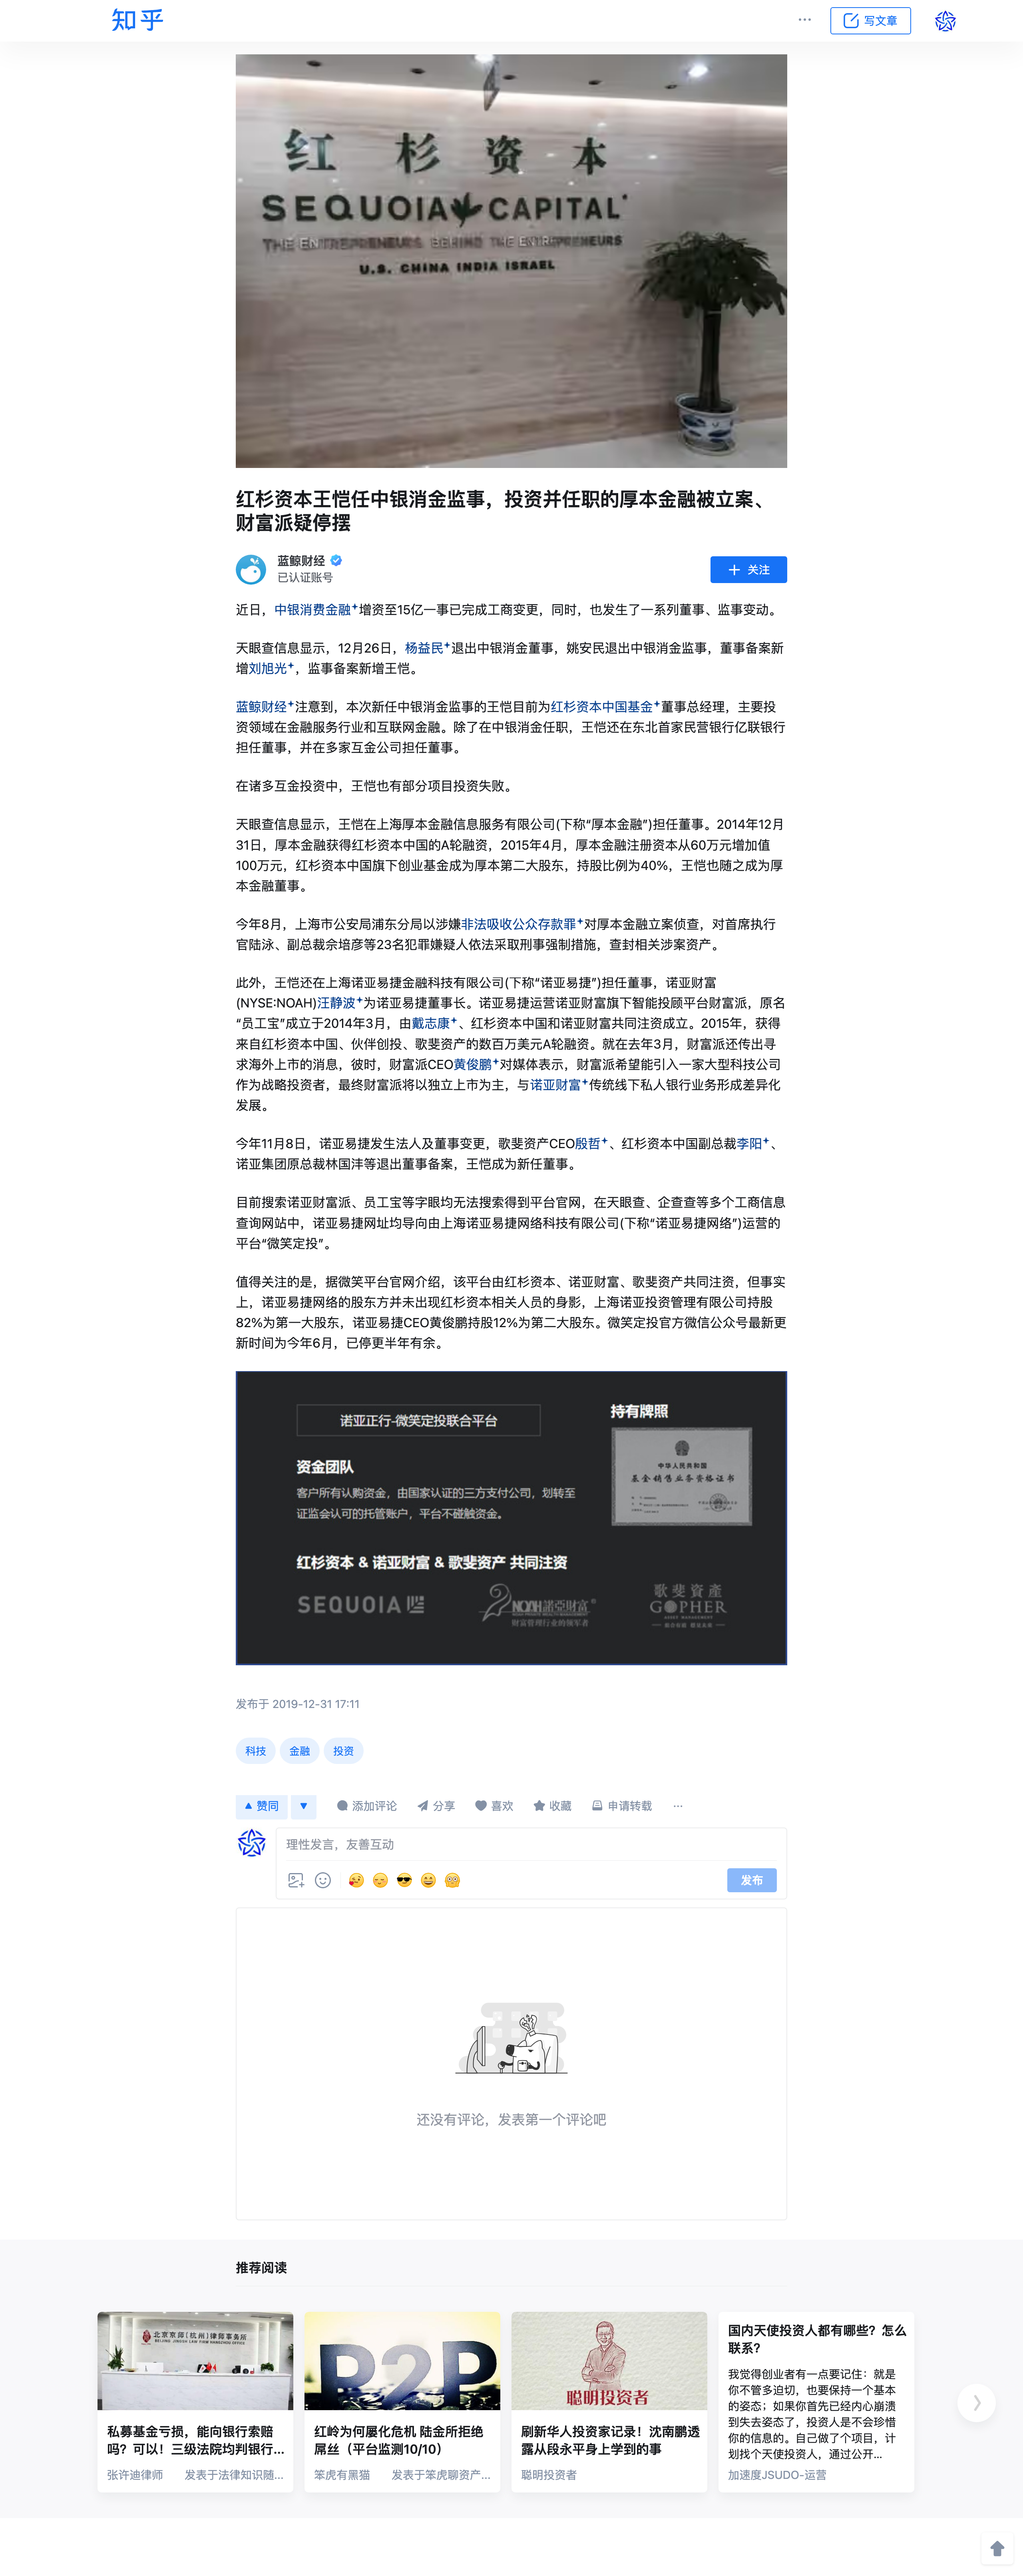 知乎
写文章
红杉资本
SEQUOIA CAPITAL
THE ENTREPRENEURS BEHIND THE ENTREPRENEURS
U.S. CHINA INDIA ISRAEL
红杉资本王恺任中银消金监事，投资并任职的厚本金融被立案、
财富派疑停摆
蓝鲸财经
已认证账号
关注
近日，中银消费金融增资至15亿一事已完成工商变更，同时，也发生了一系列董事、监事变动。
天眼查信息显示，12月26日，杨益民退出中银消金董事，姚安民退出中银消金监事，董事备案新
增刘旭光，监事备案新增王恺。
蓝鲸财经注意到，本次新任中银消金监事的王恺目前为红杉资本中国基金董事总经理，主要投
资领域在金融服务行业和互联网金融。除了在中银消金任职，王恺还在东北首家民营银行亿联银行
担任董事，并在多家互金公司担任董事。
在诸多互金投资中，王恺也有部分项目投资失败。
天眼查信息显示，王恺在上海厚本金融信息服务有限公司(下称“厚本金融”)担任董事。2014年12月
31日，厚本金融获得红杉资本中国的A轮融资，2015年4月，厚本金融注册资本从60万元增加值
100万元，红杉资本中国旗下创业基金成为厚本第二大股东，持股比例为40%，王恺也随之成为厚
本金融董事。
今年8月，上海市公安局浦东分局以涉嫌非法吸收公众存款罪对厚本金融立案侦查，对首席执行
官陆泳、副总裁佘培彦等23名犯罪嫌疑人依法采取刑事强制措施，查封相关涉案资产。
此外，王恺还在上海诺亚易捷金融科技有限公司(下称“诺亚易捷”)担任董事，诺亚财富
(NYSE:NOAH)汪静波为诺亚易捷董事长。诺亚易捷运营诺亚财富旗下智能投顾平台财富派，原名
“员工宝”成立于2014年3月，由戴志康、红杉资本中国和诺亚财富共同注资成立。2015年，获得
来自红杉资本中国、伙伴创投、歌斐资产的数百万美元A轮融资。就在去年3月，财富派还传出寻
求海外上市的消息，彼时，财富派CEO黄俊鹏对媒体表示，财富派希望能引入一家大型科技公司
作为战略投资者，最终财富派将以独立上市为主，与诺亚财富传统线下私人银行业务形成差异化
发展。
今年11月8日，诺亚易捷发生法人及董事变更，歌斐资产CEO殷哲、红杉资本中国副总裁李阳、
诺亚集团原总裁林国沣等退出董事备案，王恺成为新任董事。
目前搜索诺亚财富派、员工宝等字眼均无法搜索得到平台官网，在天眼查、企查查等多个工商信息
查询网站中，诺亚易捷网址均导向由上海诺亚易捷网络科技有限公司(下称“诺亚易捷网络”)运营的
平台“微笑定投”。
值得关注的是，据微笑平台官网介绍，该平台由红杉资本、诺亚财富、歌斐资产共同注资，但事实
上，诺亚易捷网络的股东方并未出现红杉资本相关人员的身影，上海诺亚投资管理有限公司持股
82%为第一大股东，诺亚易捷CEO黄俊鹏持股12%为第二大股东。微笑定投官方微信公众号最新更
新时间为今年6月，已停更半年有余。
诺亚正行-微笑定投联合平台
持有牌照
中华人民共和国
基金销售业务资格证书
资金团队
客户所有认购资金，由国家认证的三方支付公司，划转至
证监会认可的托管账户，平台不碰触资金。
红杉资本 & 诺亚财富 & 歌斐资产 共同注资
SEQUOIA
NOAH諾亞財富
财富管理行业的领军者
歌斐資產
GOPHER
发布于 2019-12-31 17:11
科技
金融
投资
赞同
添加评论
分享
喜欢
收藏
申请转载
理性发言，友善互动
发布
还没有评论，发表第一个评论吧
推荐阅读
北京京师(杭州)律师事务所
BEIJING JINGSH LAW FIRM HANGZHOU OFFICE
私募基金亏损，能向银行索赔
吗？可以！三级法院均判银行...
张许迪律师 发表于法律知识随...
P2P
红岭为何屡化危机 陆金所拒绝
屌丝（平台监测10/10）
笨虎有黑猫 发表于笨虎聊资产...
聪明投资者
刷新华人投资家记录！沈南鹏透
露从段永平身上学到的事
聪明投资者
国内天使投资人都有哪些？怎么
联系？
我觉得创业者有一点要记住：就是
你不管多迫切，也要保持一个基本
的姿态；如果你首先已经内心崩溃
到失去姿态了，投资人是不会珍惜
你的信息的。自己做了个项目，计
划找个天使投资人，通过公开...
加速度JSUDO-运营